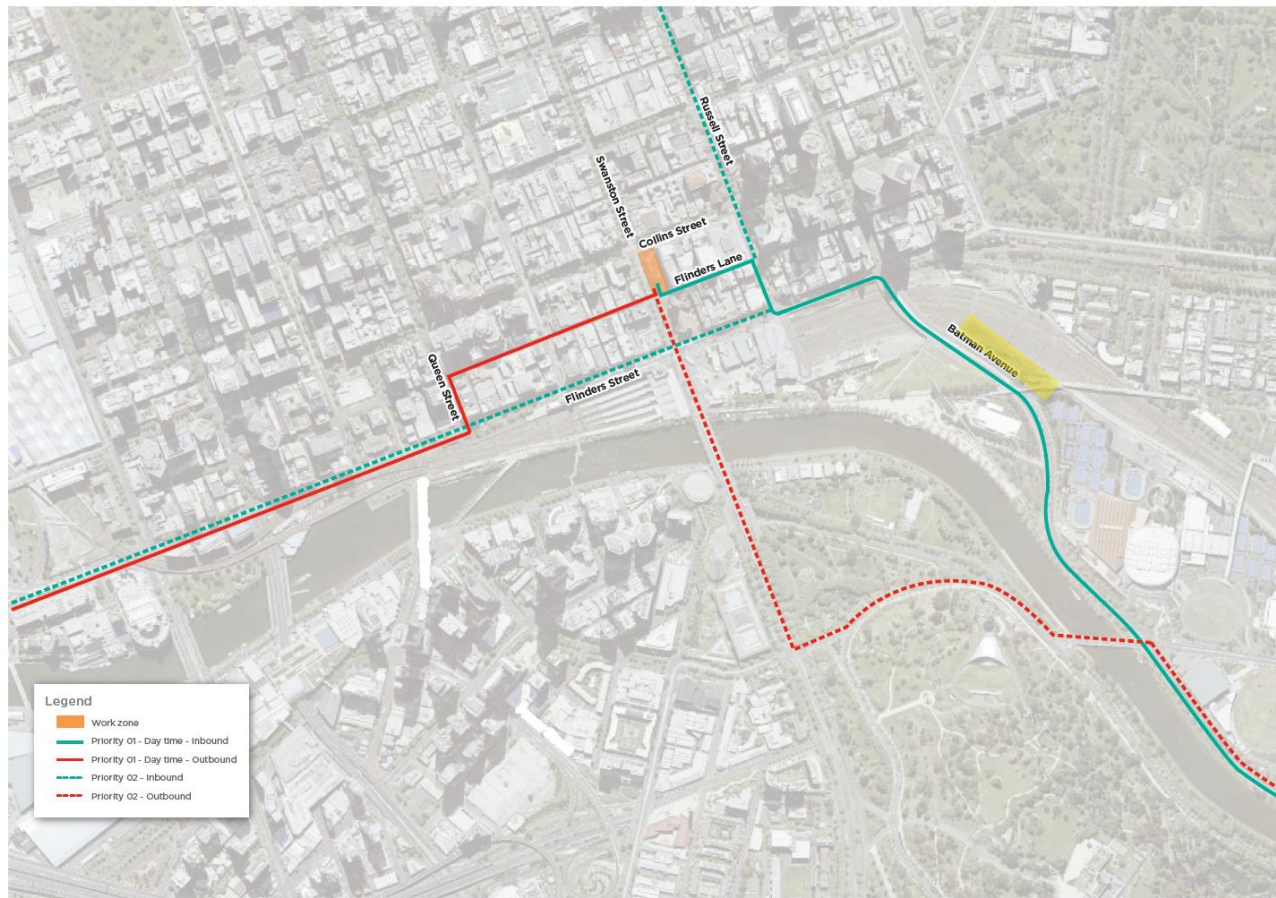 Russell Street
Swanston Street
Collins Street
Flinders Lane
Batman Avenue
Queen Street
Flinders Street
Legend
Work zone
Priority 01 - Day time - Inbound
Priority 01 - Day time - Outbound
Priority 02 - Inbound
Priority 02 - Outbound